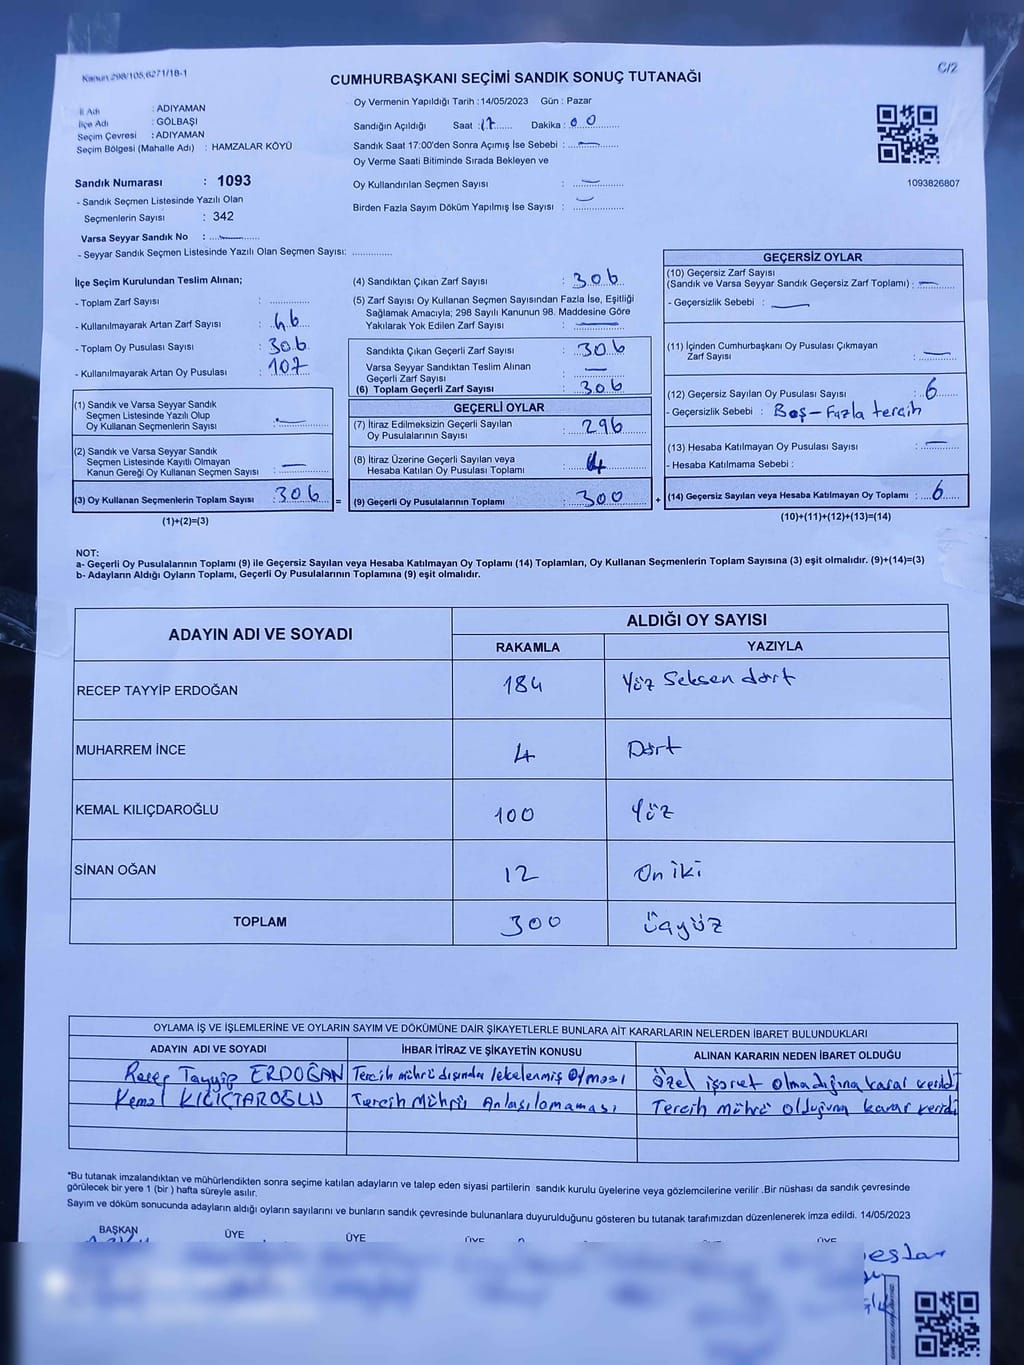 Kanun 298/105,6271/18-1
C/2
CUMHURBAŞKANI SEÇİMİ SANDIK SONUÇ TUTANAĞI
İl Adı : ADIYAMAN
İlçe Adı : GÖLBAŞI
Seçim Çevresi : ADIYAMAN
Seçim Bölgesi (Mahalle Adı) : HAMZALAR KÖYÜ
Oy Vermenin Yapıldığı Tarih : 14/05/2023 Gün : Pazar
Sandığın Açıldığı Saat : 17 Dakika : 00
Sandık Saat 17:00'den Sonra Açımış İse Sebebi : —
Oy Verme Saati Bitiminde Sırada Bekleyen ve
Oy Kullandırılan Seçmen Sayısı : —
Birden Fazla Sayım Döküm Yapılmış İse Sayısı : —
1093826807
Sandık Numarası : 1093
- Sandık Seçmen Listesinde Yazılı Olan
Seçmenlerin Sayısı : 342
Varsa Seyyar Sandık No : —
- Seyyar Sandık Seçmen Listesinde Yazılı Olan Seçmen Sayısı:
İlçe Seçim Kurulundan Teslim Alınan;
- Toplam Zarf Sayısı :
- Kullanılmayarak Artan Zarf Sayısı : 46
- Toplam Oy Pusulası Sayısı : 306
- Kullanılmayarak Artan Oy Pusulası : 107
(1) Sandık ve Varsa Seyyar Sandık
Seçmen Listesinde Yazılı Olup
Oy Kullanan Seçmenlerin Sayısı : —
(2) Sandık ve Varsa Seyyar Sandık
Seçmen Listesinde Kayıtlı Olmayan
Kanun Gereği Oy Kullanan Seçmen Sayısı : —
(3) Oy Kullanan Seçmenlerin Toplam Sayısı : 306 =
(1)+(2)=(3)
(4) Sandıktan Çıkan Zarf Sayısı : 306
(5) Zarf Sayısı Oy Kullanan Seçmen Sayısından Fazla İse, Eşitliği
Sağlamak Amacıyla; 298 Sayılı Kanunun 98. Maddesine Göre
Yakılarak Yok Edilen Zarf Sayısı : —
Sandıkta Çıkan Geçerli Zarf Sayısı : 306
Varsa Seyyar Sandıktan Teslim Alınan
Geçerli Zarf Sayısı : —
(6) Toplam Geçerli Zarf Sayısı : 306
GEÇERLİ OYLAR
(7) İtiraz Edilmeksizin Geçerli Sayılan
Oy Pusulalarının Sayısı : 296
(8) İtiraz Üzerine Geçerli Sayılan veya
Hesaba Katılan Oy Pusulası Toplamı : 4
(9) Geçerli Oy Pusulalarının Toplamı : 300 +
GEÇERSİZ OYLAR
(10) Geçersiz Zarf Sayısı
(Sandık ve Varsa Seyyar Sandık Geçersiz Zarf Toplamı) : —
- Geçersizlik Sebebi : —
(11) İçinden Cumhurbaşkanı Oy Pusulası Çıkmayan
Zarf Sayısı : —
(12) Geçersiz Sayılan Oy Pusulası Sayısı : 6
- Geçersizlik Sebebi : Boş-Fazla tercih
(13) Hesaba Katılmayan Oy Pusulası Sayısı : —
- Hesaba Katılmama Sebebi :
(14) Geçersiz Sayılan veya Hesaba Katılmayan Oy Toplamı : 6
(10)+(11)+(12)+(13)=(14)
NOT:
a- Geçerli Oy Pusulalarının Toplamı (9) ile Geçersiz Sayılan veya Hesaba Katılmayan Oy Toplamı (14) Toplamları, Oy Kullanan Seçmenlerin Toplam Sayısına (3) eşit olmalıdır. (9)+(14)=(3)
b- Adayların Aldığı Oyların Toplamı, Geçerli Oy Pusulalarının Toplamına (9) eşit olmalıdır.
ADAYIN ADI VE SOYADI
ALDIĞI OY SAYISI
RAKAMLA YAZIYLA
RECEP TAYYİP ERDOĞAN 184 Yüz Seksen dört
MUHARREM İNCE 4 Dört
KEMAL KILIÇDAROĞLU 100 Yüz
SİNAN OĞAN 12 On iki
TOPLAM 300 Üçyüz
OYLAMA İŞ VE İŞLEMLERİNE VE OYLARIN SAYIM VE DÖKÜMÜNE DAİR ŞİKAYETLERLE BUNLARA AİT KARARLARIN NELERDEN İBARET BULUNDUKLARI
ADAYIN ADI VE SOYADI İHBAR İTİRAZ VE ŞİKAYETİN KONUSU ALINAN KARARIN NEDEN İBARET OLDUĞU
Recep Tayyip ERDOĞAN Tercih mührü dışında lekelenmiş olması Özel işaret olmadığına karar verildi
Kemal KILIÇTAROĞLU Tercih Mührü Anlaşılamaması Tercih mührü olduğuna karar verildi
*Bu tutanak imzalandıktan ve mühürlendikten sonra seçime katılan adayların ve talep eden siyasi partilerin sandık kurulu üyelerine veya gözlemcilerine verilir .Bir nüshası da sandık çevresinde
görülecek bir yere 1 (bir ) hafta süreyle asılır.
Sayım ve döküm sonucunda adayların aldığı oyların sayılarını ve bunların sandık çevresinde bulunanlara duyurulduğunu gösteren bu tutanak tarafımızdan düzenlenerek imza edildi. 14/05/2023
BAŞKAN ÜYE ÜYE ÜYE ÜYE